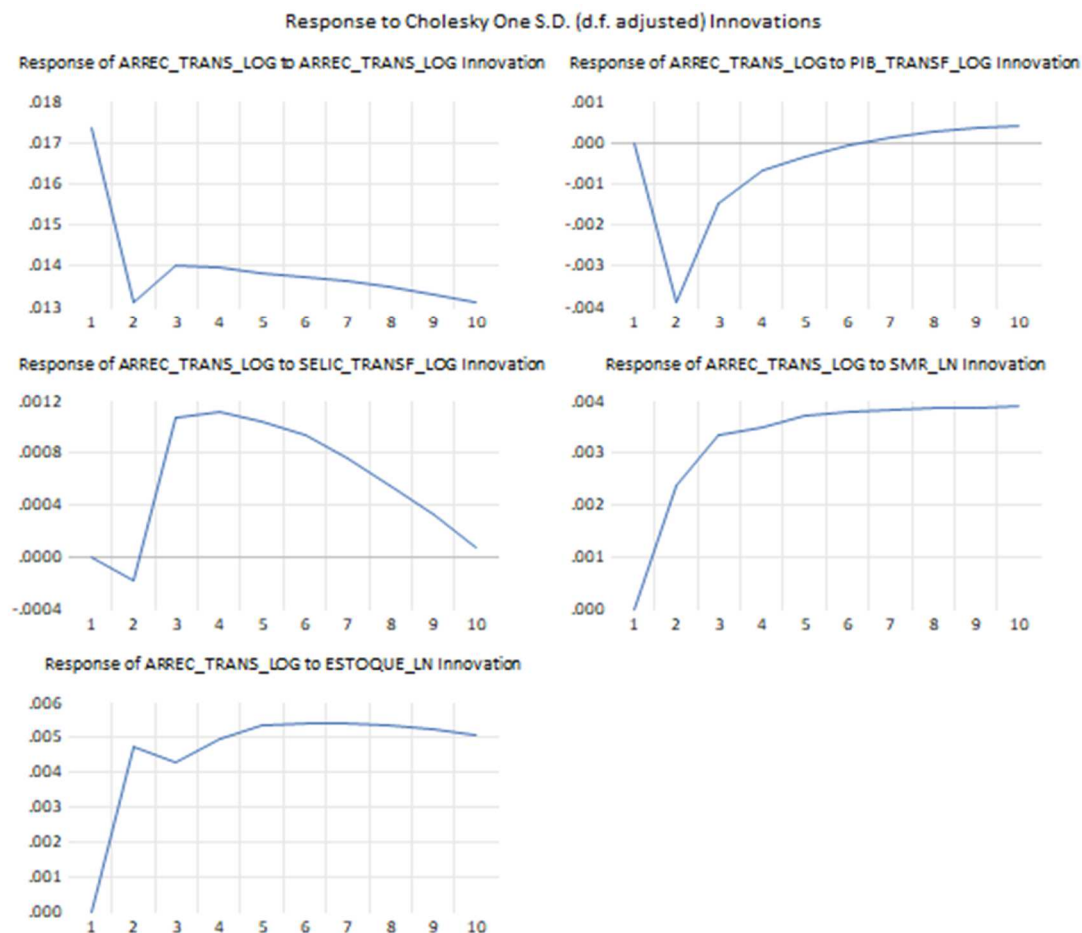 Response to Cholesky One S.D. (d.f. adjusted) Innovations
Response of ARREC_TRANS_LOG to ARREC_TRANS_LOG Innovation
.018
.017
.016
.015
.014
.013
1 2 3 4 5 6 7 8 9 10
Response of ARREC_TRANS_LOG to PIB_TRANSF_LOG Innovation
.001
.000
-.001
-.002
-.003
-.004
1 2 3 4 5 6 7 8 9 10
Response of ARREC_TRANS_LOG to SELIC_TRANSF_LOG Innovation
.0012
.0008
.0004
.0000
-.0004
1 2 3 4 5 6 7 8 9 10
Response of ARREC_TRANS_LOG to SMR_LN Innovation
.004
.003
.002
.001
.000
1 2 3 4 5 6 7 8 9 10
Response of ARREC_TRANS_LOG to ESTOQUE_LN Innovation
.006
.005
.004
.003
.002
.001
.000
1 2 3 4 5 6 7 8 9 10